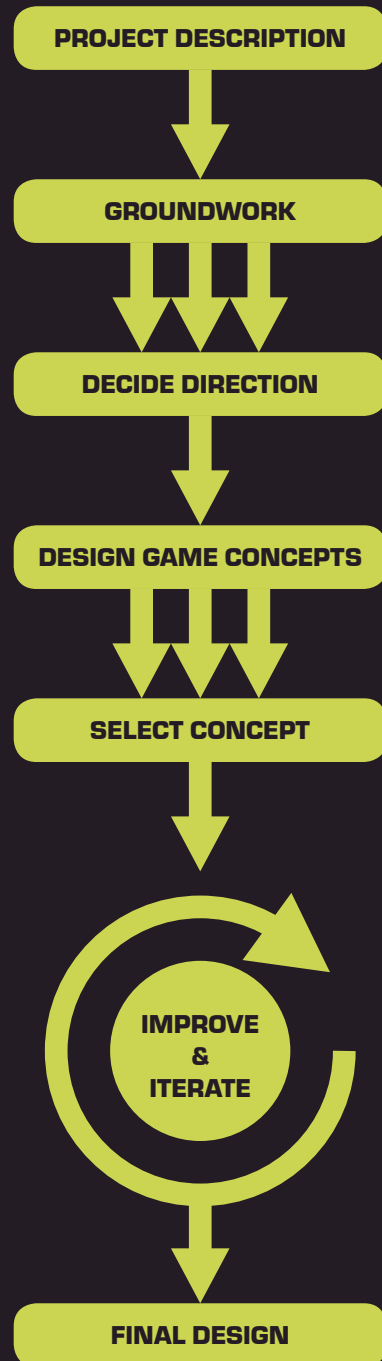 PROJECT DESCRIPTION
GROUNDWORK
DECIDE DIRECTION
DESIGN GAME CONCEPTS
SELECT CONCEPT
IMPROVE
&
ITERATE
FINAL DESIGN